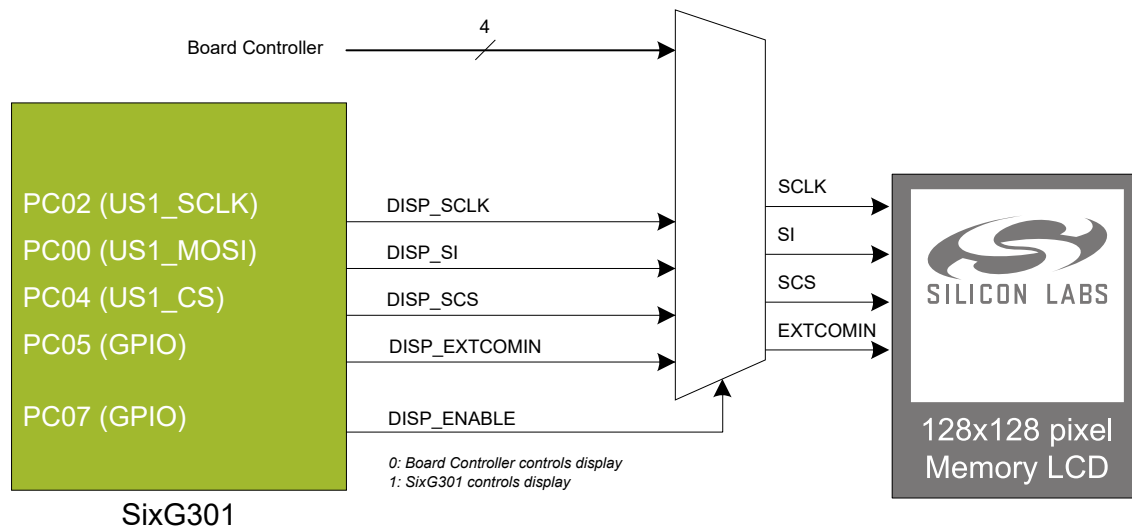 4
Board Controller
PC02 (US1_SCLK)
PC00 (US1_MOSI)
PC04 (US1_CS)
PC05 (GPIO)
PC07 (GPIO)
SixG301
DISP_SCLK
DISP_SI
DISP_SCS
DISP_EXTCOMIN
DISP_ENABLE
0: Board Controller controls display
1: SixG301 controls display
SCLK
SI
SCS
EXTCOMIN
SILICON LABS
128x128 pixel
Memory LCD